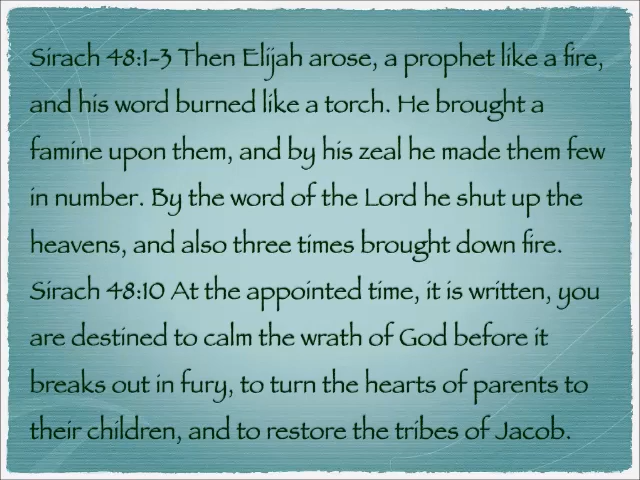 Sirach 48:1-3 Then Elijah arose, a prophet like a fire,
and his word burned like a torch. He brought a
famine upon them, and by his zeal he made them few
in number. By the word of the Lord he shut up the
heavens, and also three times brought down fire.
Sirach 48:10 At the appointed time, it is written, you
are destined to calm the wrath of God before it
breaks out in fury, to turn the hearts of parents to
their children, and to restore the tribes of Jacob.